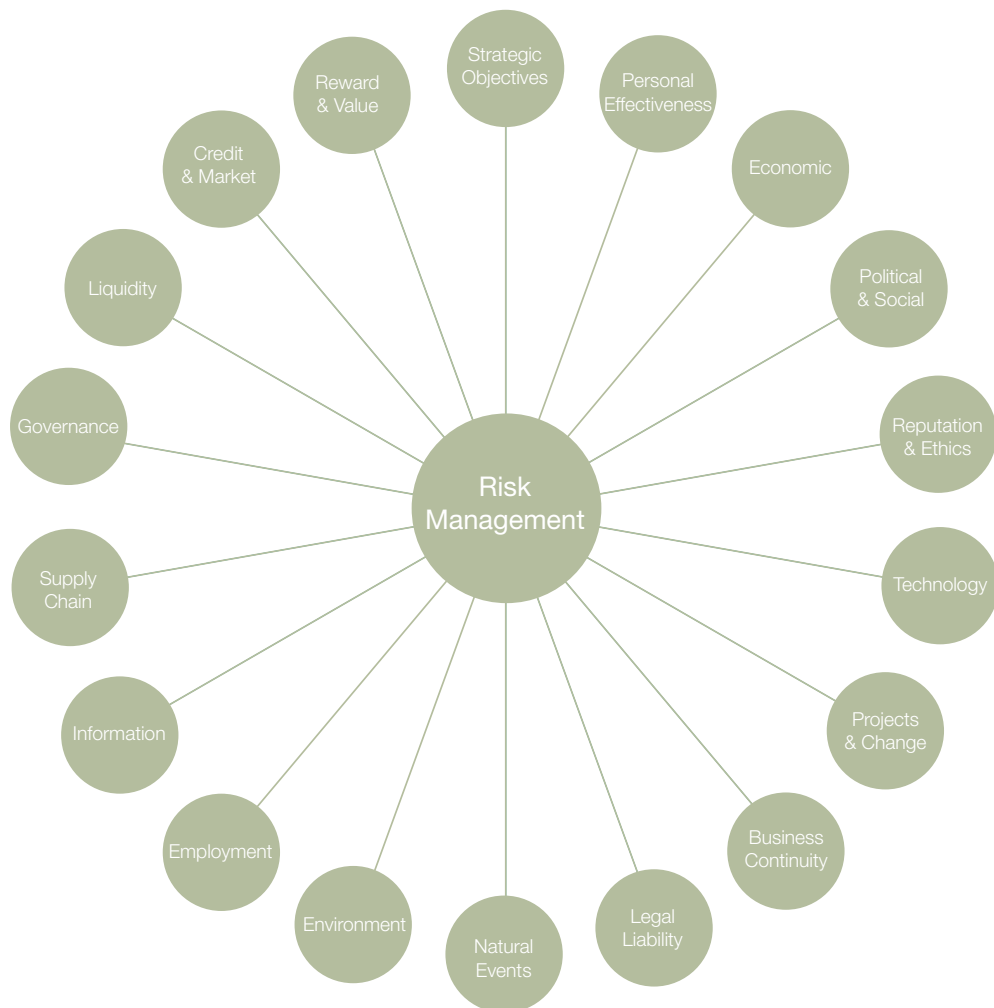 Strategic
Objectives
Personal
Effectiveness
Economic
Political
& Social
Reputation
& Ethics
Technology
Projects
& Change
Business
Continuity
Legal
Liability
Natural
Events
Environment
Employment
Information
Supply
Chain
Governance
Liquidity
Credit
& Market
Reward
& Value
Risk
Management